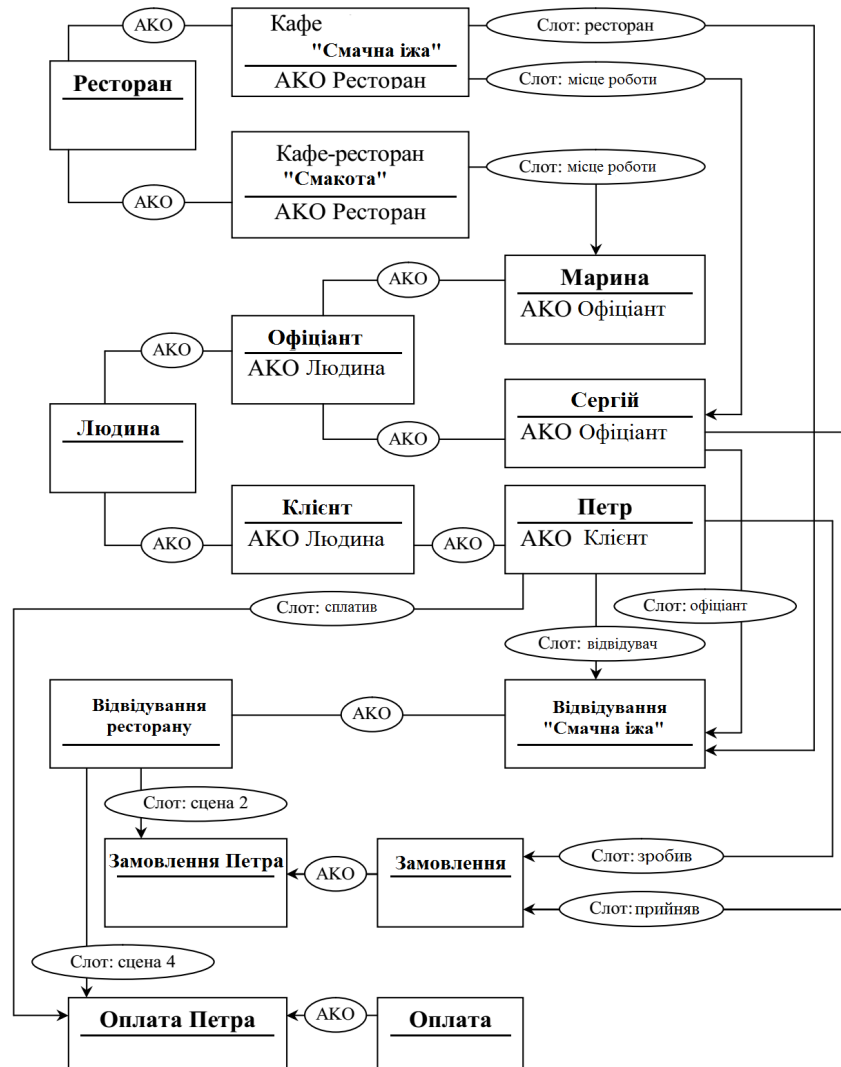 АКО
Кафе
"Смачна їжа"
АКО Ресторан
Слот: ресторан
Слот: місце роботи
Ресторан
Кафе-ресторан
"Смакота"
АКО Ресторан
Слот: місце роботи
АКО
АКО
Марина
АКО Офіціант
Офіціант
АКО Людина
АКО
Сергій
АКО Офіціант
Людина
АКО
Клієнт
АКО Людина
Петр
АКО Клієнт
АКО
АКО
Слот: сплатив
Слот: офіціант
Слот: відвідувач
Відвідування
ресторану
АКО
Відвідування
"Смачна їжа"
Слот: сцена 2
Замовлення Петра
АКО
Замовлення
Слот: зробив
Слот: прийняв
Слот: сцена 4
Оплата Петра
АКО
Оплата